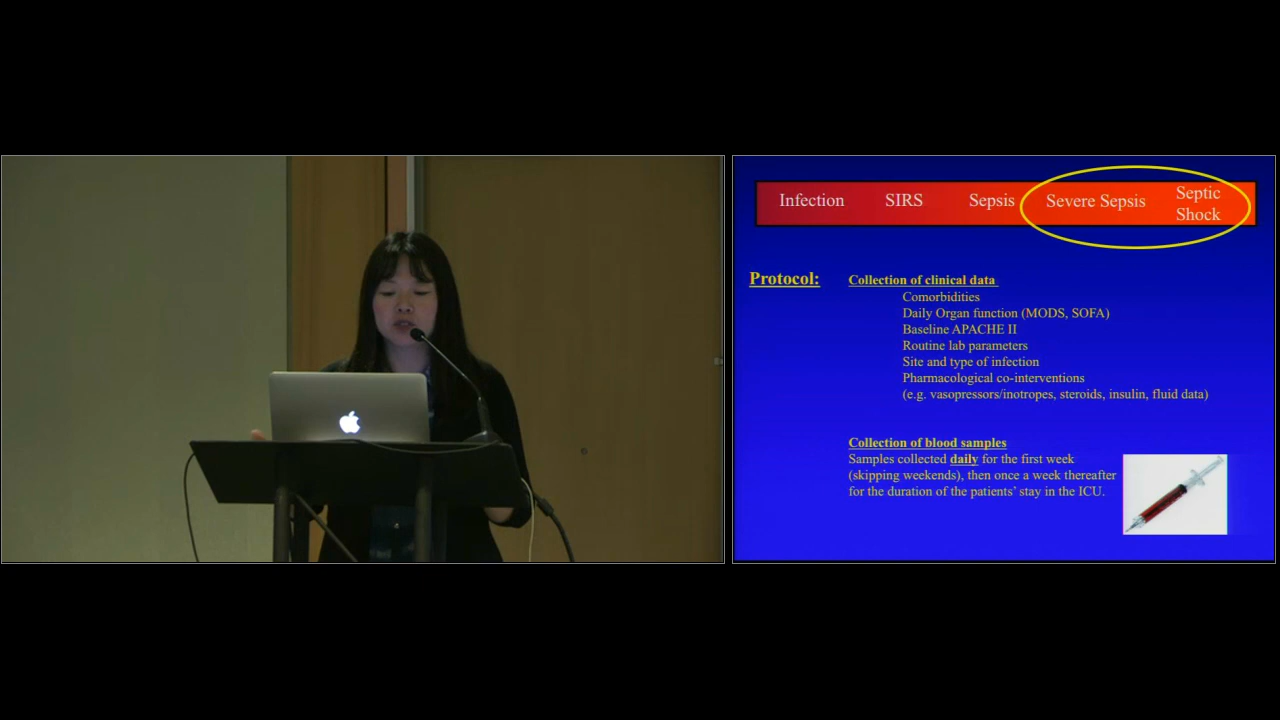 Infection SIRS Sepsis Severe Sepsis Septic Shock
Protocol: Collection of clinical data
Comorbidities
Daily Organ function (MODS, SOFA)
Baseline APACHE II
Routine lab parameters
Site and type of infection
Pharmacological co-interventions
(e.g. vasopressors/inotropes, steroids, insulin, fluid data)
Collection of blood samples
Samples collected daily for the first week
(skipping weekends), then once a week thereafter
for the duration of the patients' stay in the ICU.